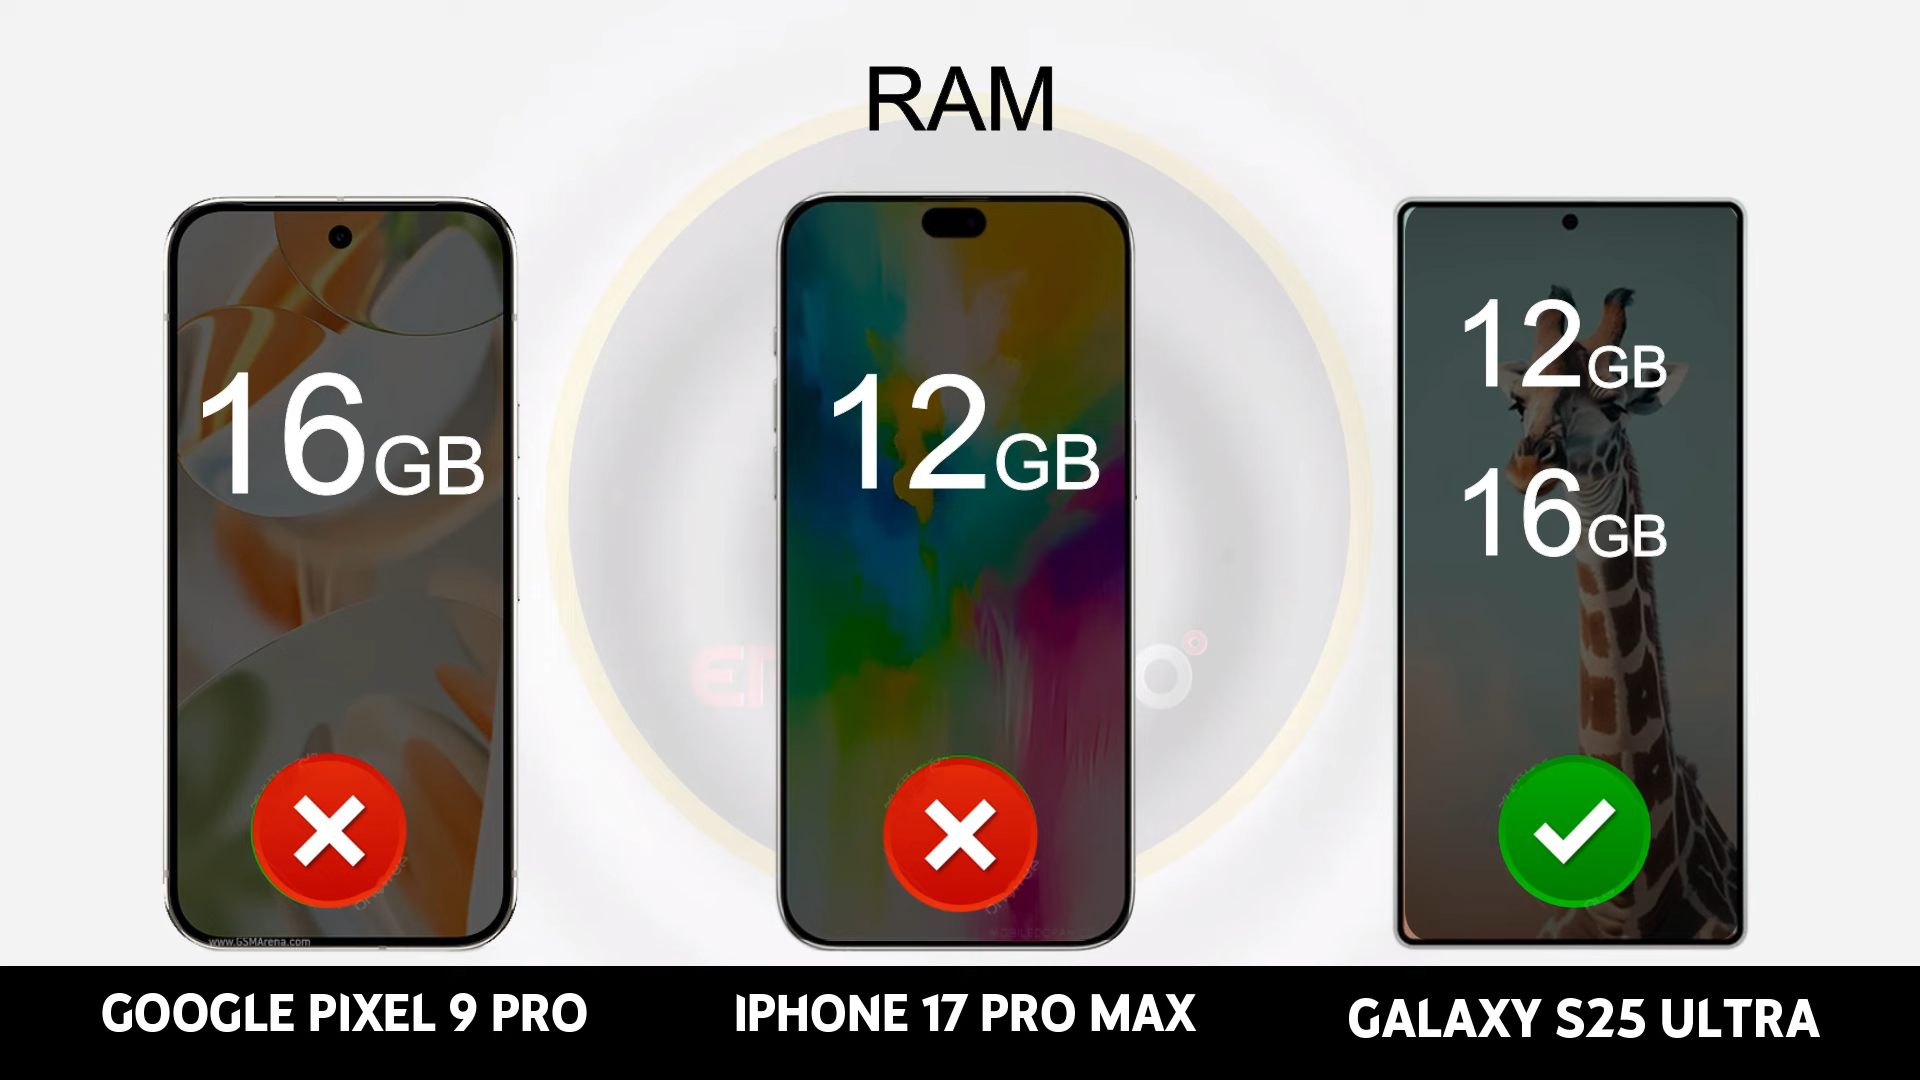 RAM
16GB
12GB
12GB
16GB
www.GSMArena.com
GOOGLE PIXEL 9 PRO
IPHONE 17 PRO MAX
GALAXY S25 ULTRA